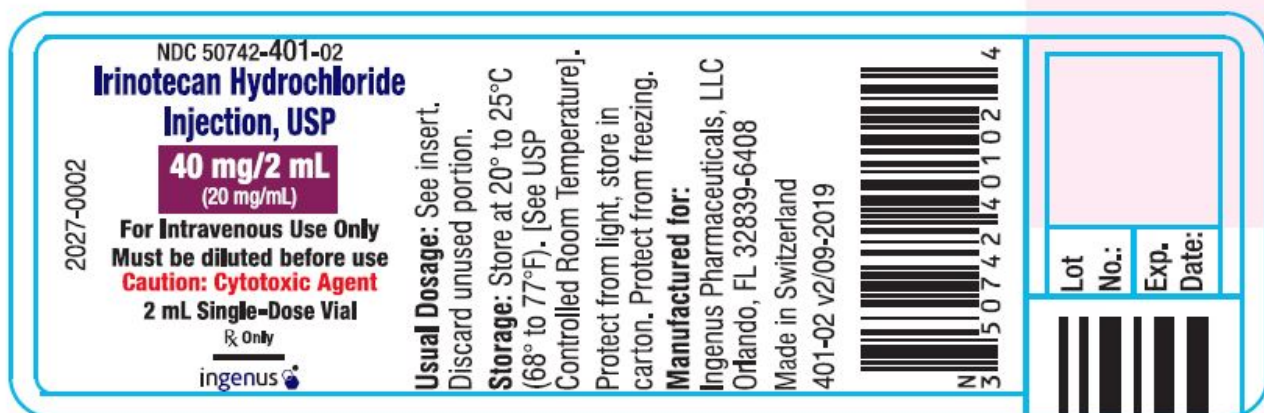 NDC 50742-401-02
Irinotecan Hydrochloride
Injection, USP
40 mg/2 mL
(20 mg/mL)
For Intravenous Use Only
Must be diluted before use
Caution: Cytotoxic Agent
2 mL Single-Dose Vial
℞ Only
ingenus
2027-0002
Usual Dosage: See insert.
Discard unused portion.
Storage: Store at 20° to 25°C
(68° to 77°F). [See USP
Controlled Room Temperature].
Protect from light, store in
carton. Protect from freezing.
Manufactured for:
Ingenus Pharmaceuticals, LLC
Orlando, FL 32839-6408
Made in Switzerland
401-02 v2/09-2019
N
3 50742 40102 4
Lot
No.:
Exp.
Date: